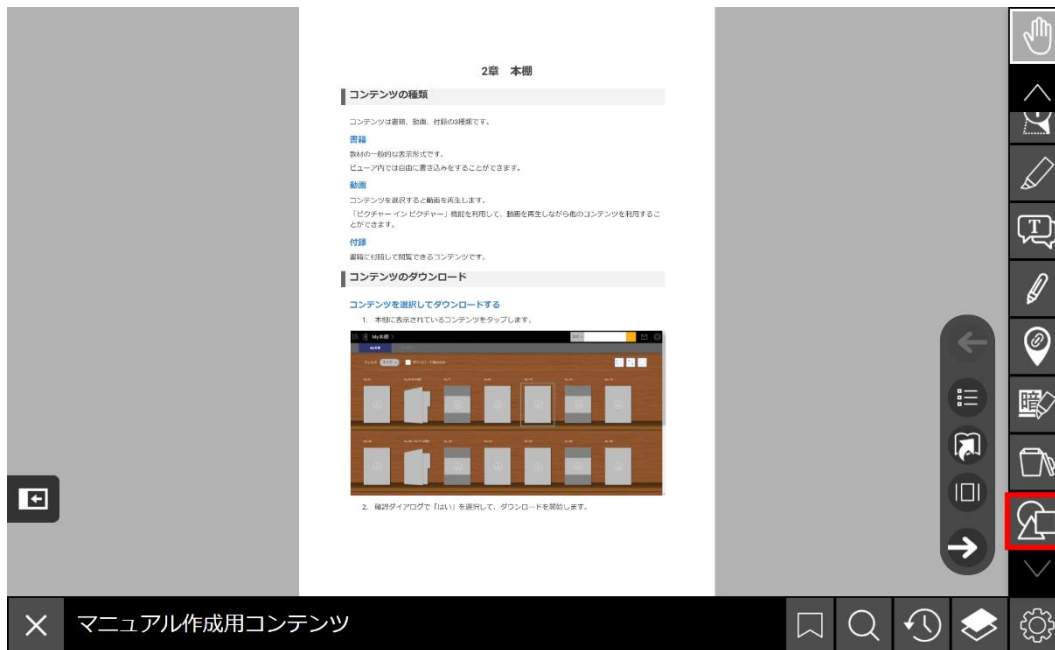 2章　本棚
コンテンツの種類
コンテンツは書籍、動画、付録の3種類です。
書籍
教材の一般的な表示形式です。
ビューア内では自由に書き込みをすることができます。
動画
コンテンツを選択すると動画を再生します。
「ピクチャー イン ピクチャー」機能を利用して、動画を再生しながら他のコンテンツを利用するこ
とができます。
付録
書籍に付随して閲覧できるコンテンツです。
コンテンツのダウンロード
コンテンツを選択してダウンロードする
1. 本棚に表示されているコンテンツをタップします。
My本棚
2. 確認ダイアログで「はい」を選択して、ダウンロードを開始します。
T
暗
マニュアル作成用コンテンツ